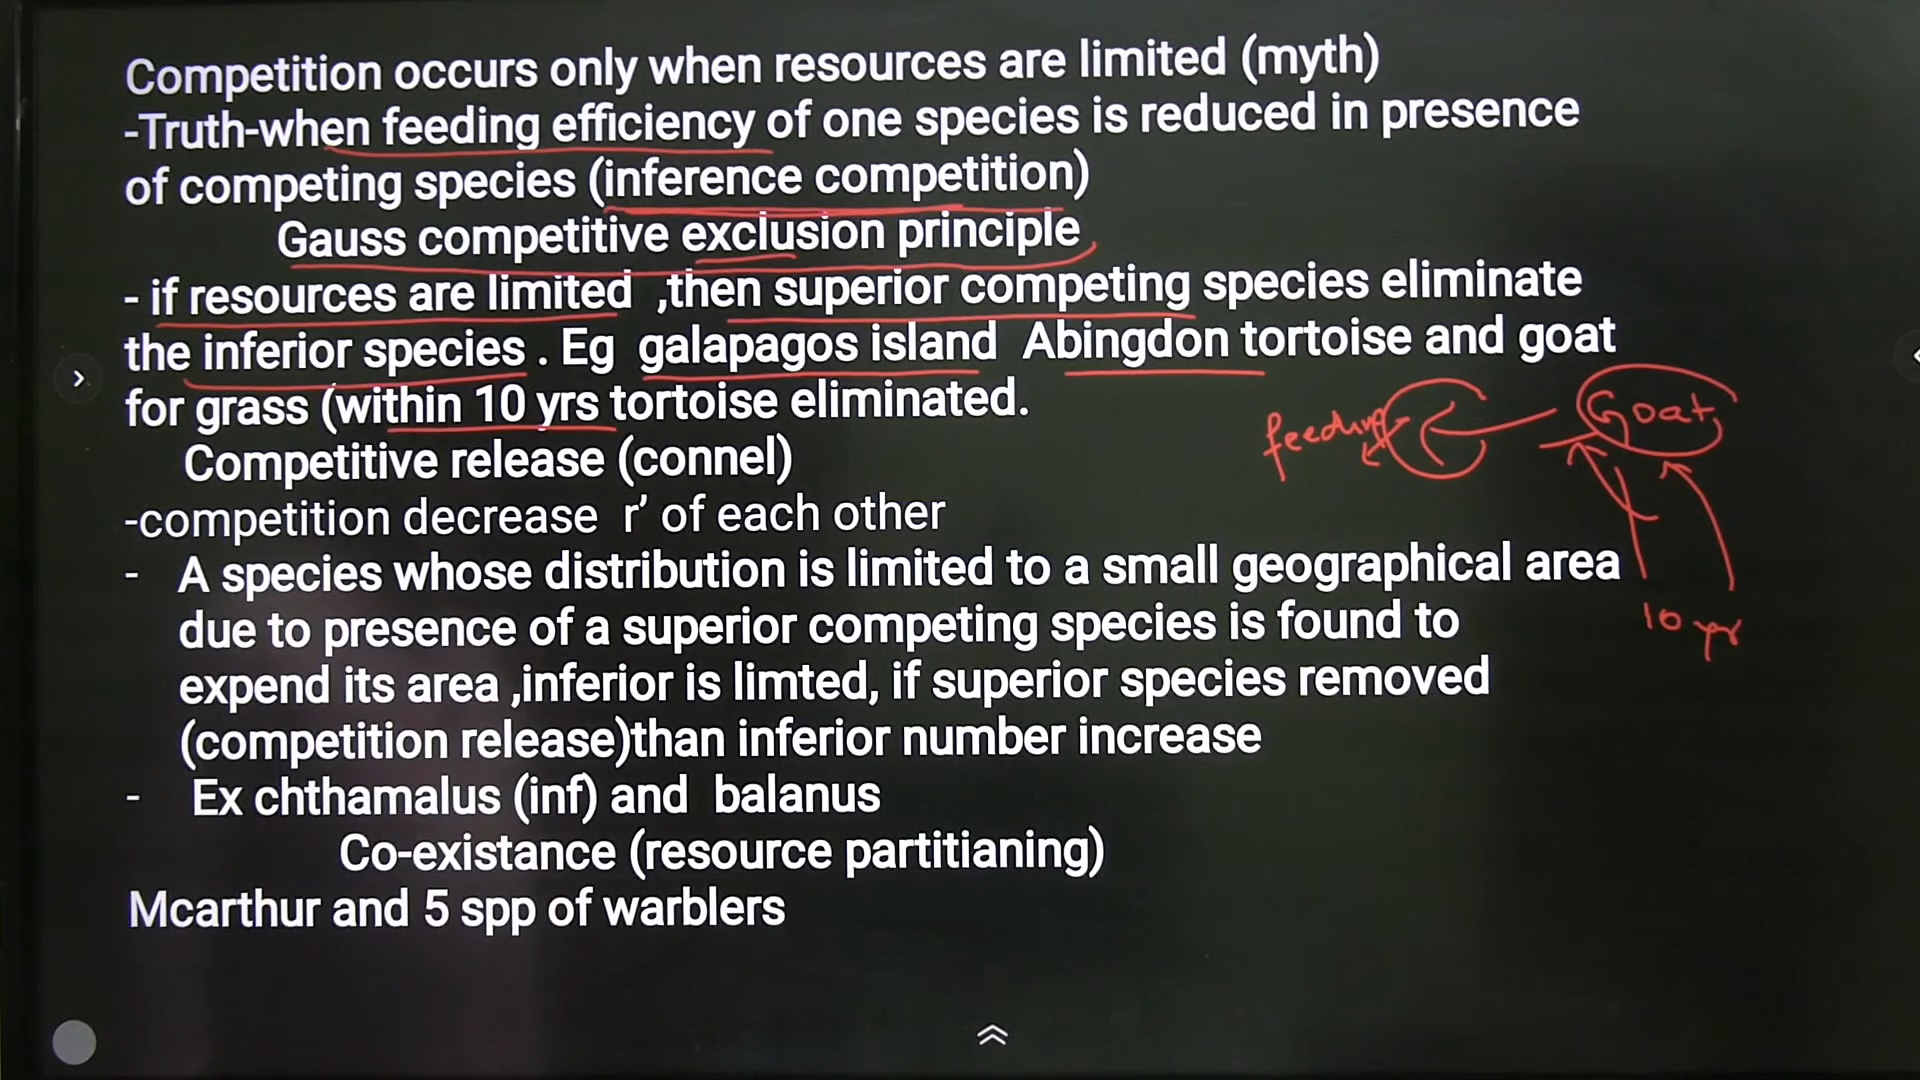 Competition occurs only when resources are limited (myth)
-Truth-when feeding efficiency of one species is reduced in presence
of competing species (inference competition)
Gauss competitive exclusion principle
- if resources are limited ,then superior competing species eliminate
the inferior species . Eg galapagos island Abingdon tortoise and goat
for grass (within 10 yrs tortoise eliminated.
feeding
Goat
Competitive release (connel)
-competition decrease r’ of each other
- A species whose distribution is limited to a small geographical area
due to presence of a superior competing species is found to
10 yr
expend its area ,inferior is limted, if superior species removed
(competition release)than inferior number increase
- Ex chthamalus (inf) and balanus
Co-existance (resource partitianing)
Mcarthur and 5 spp of warblers